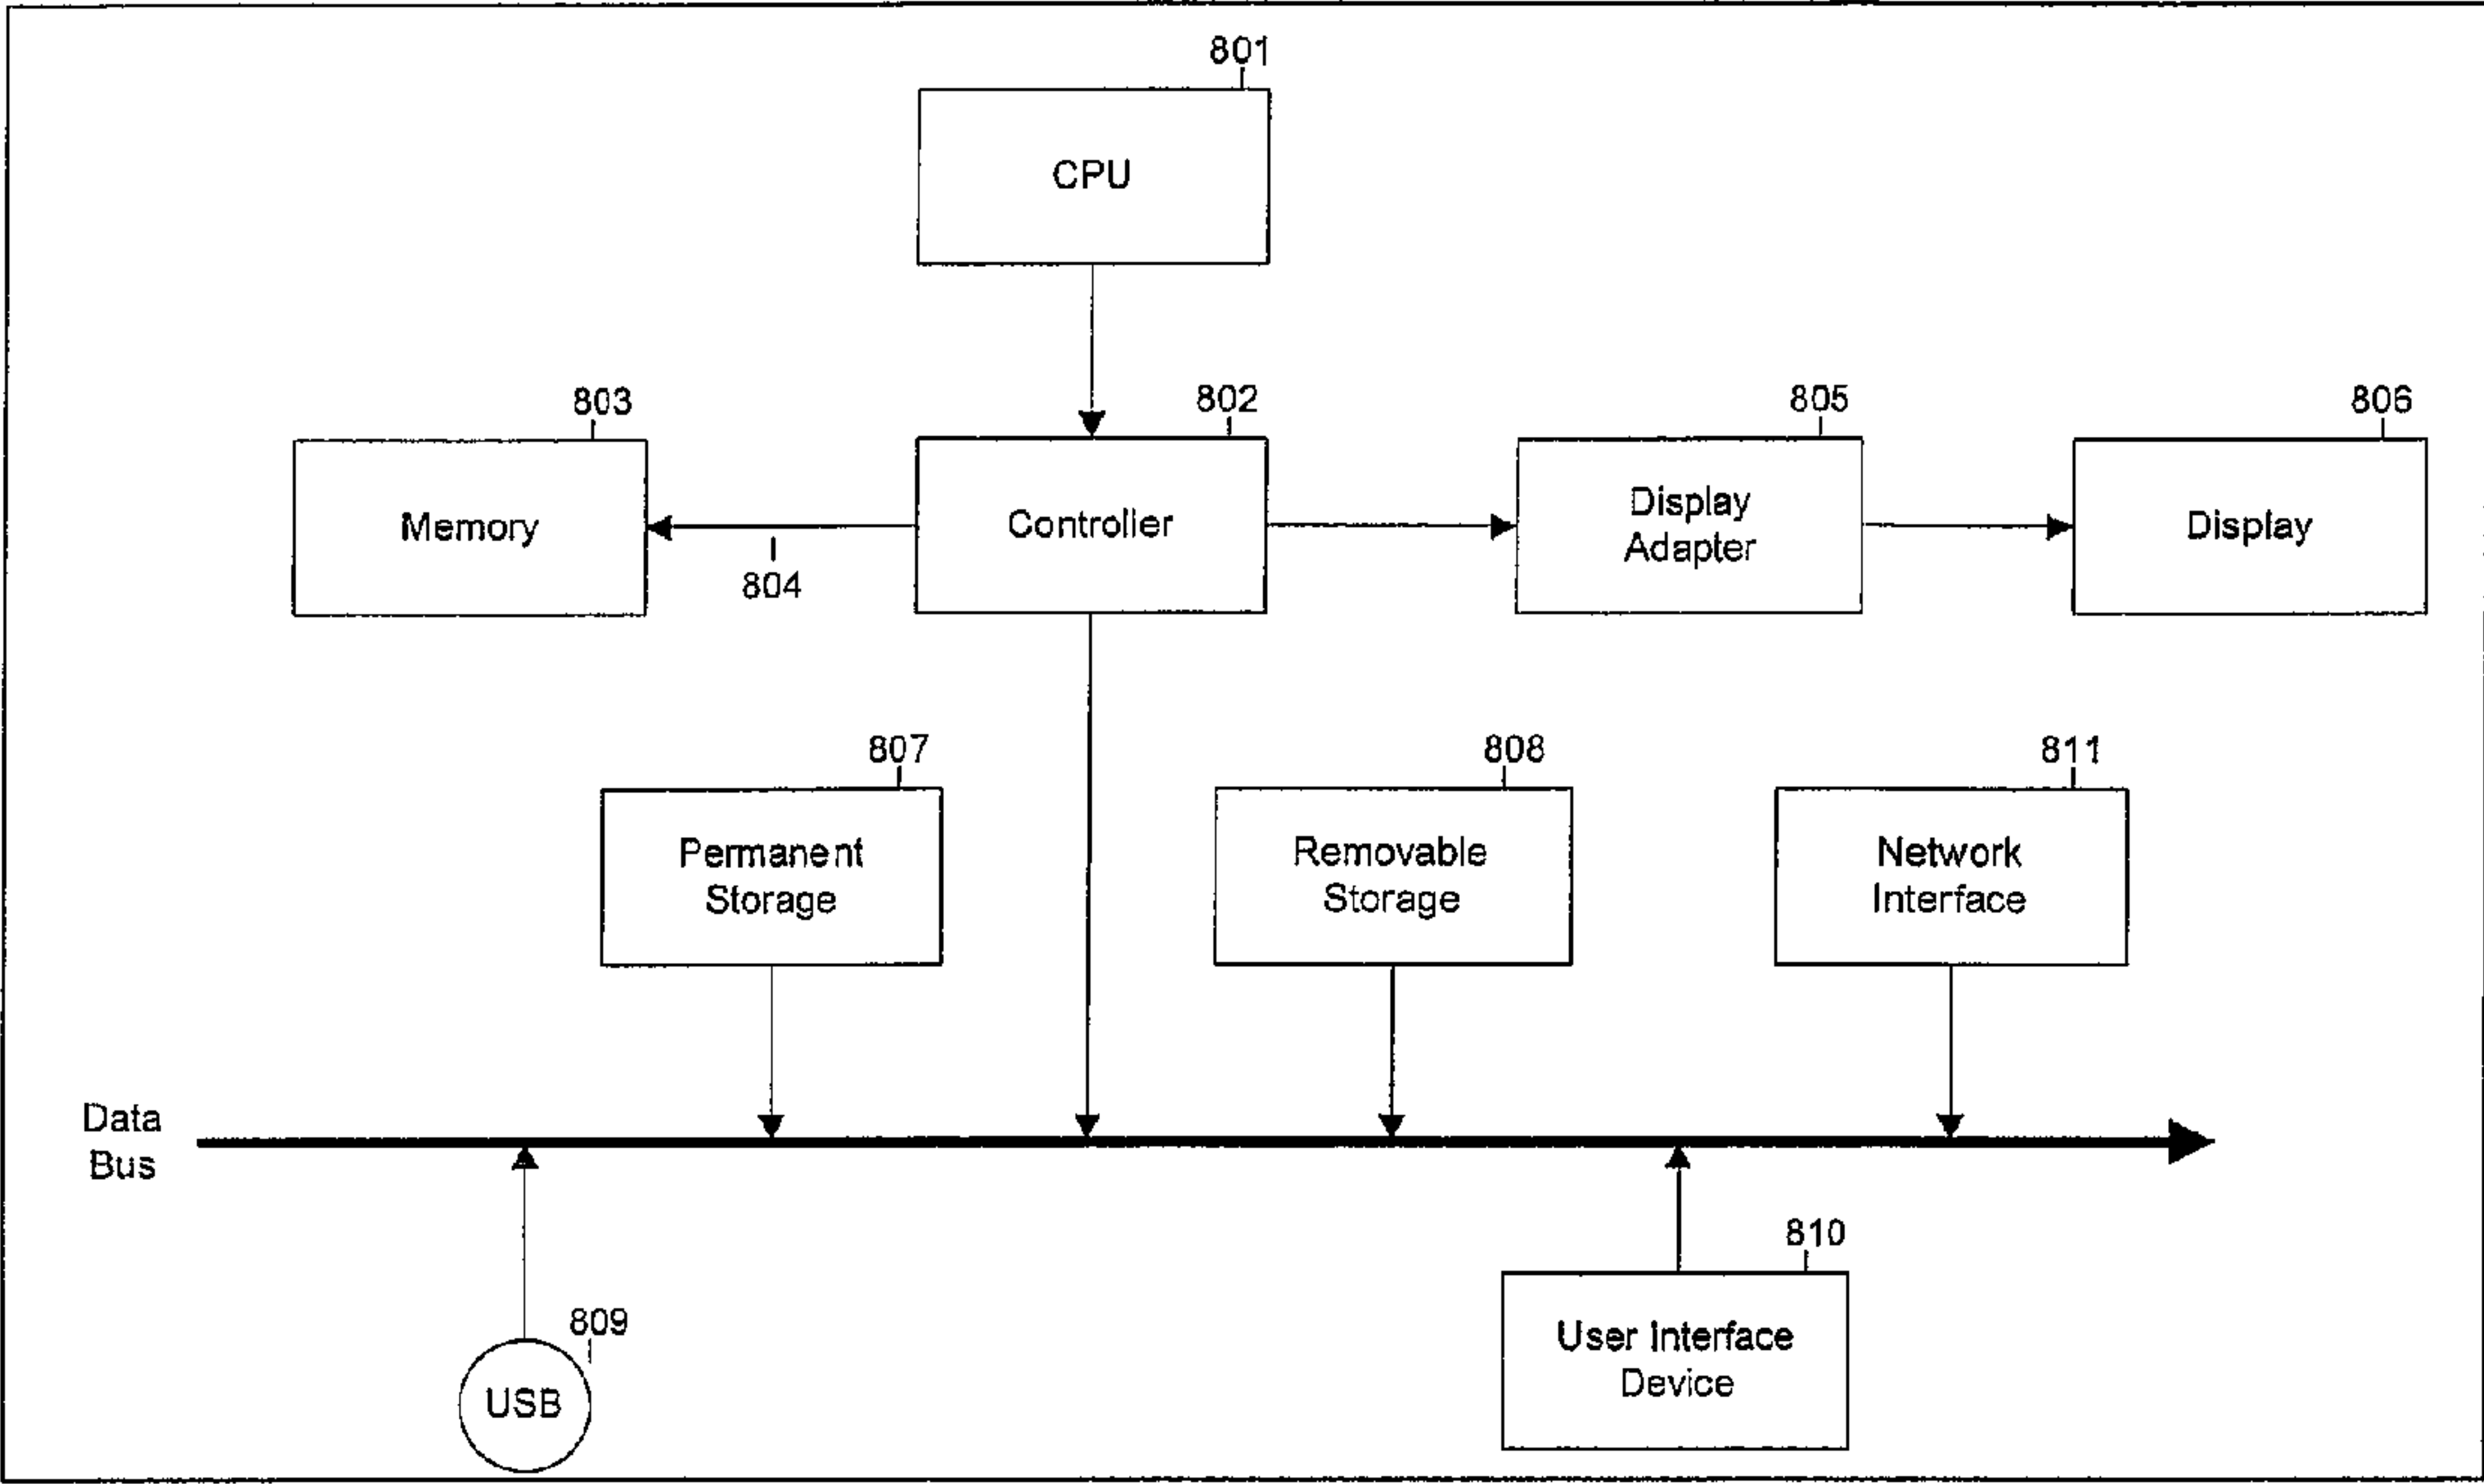 801
CPU
803
802
805
806
Memory
Controller
Display
Adapter
Display
804
807
808
811
Permanent
Storage
Removable
Storage
Network
Interface
Data
Bus
810
809
User Interface
Device
USB